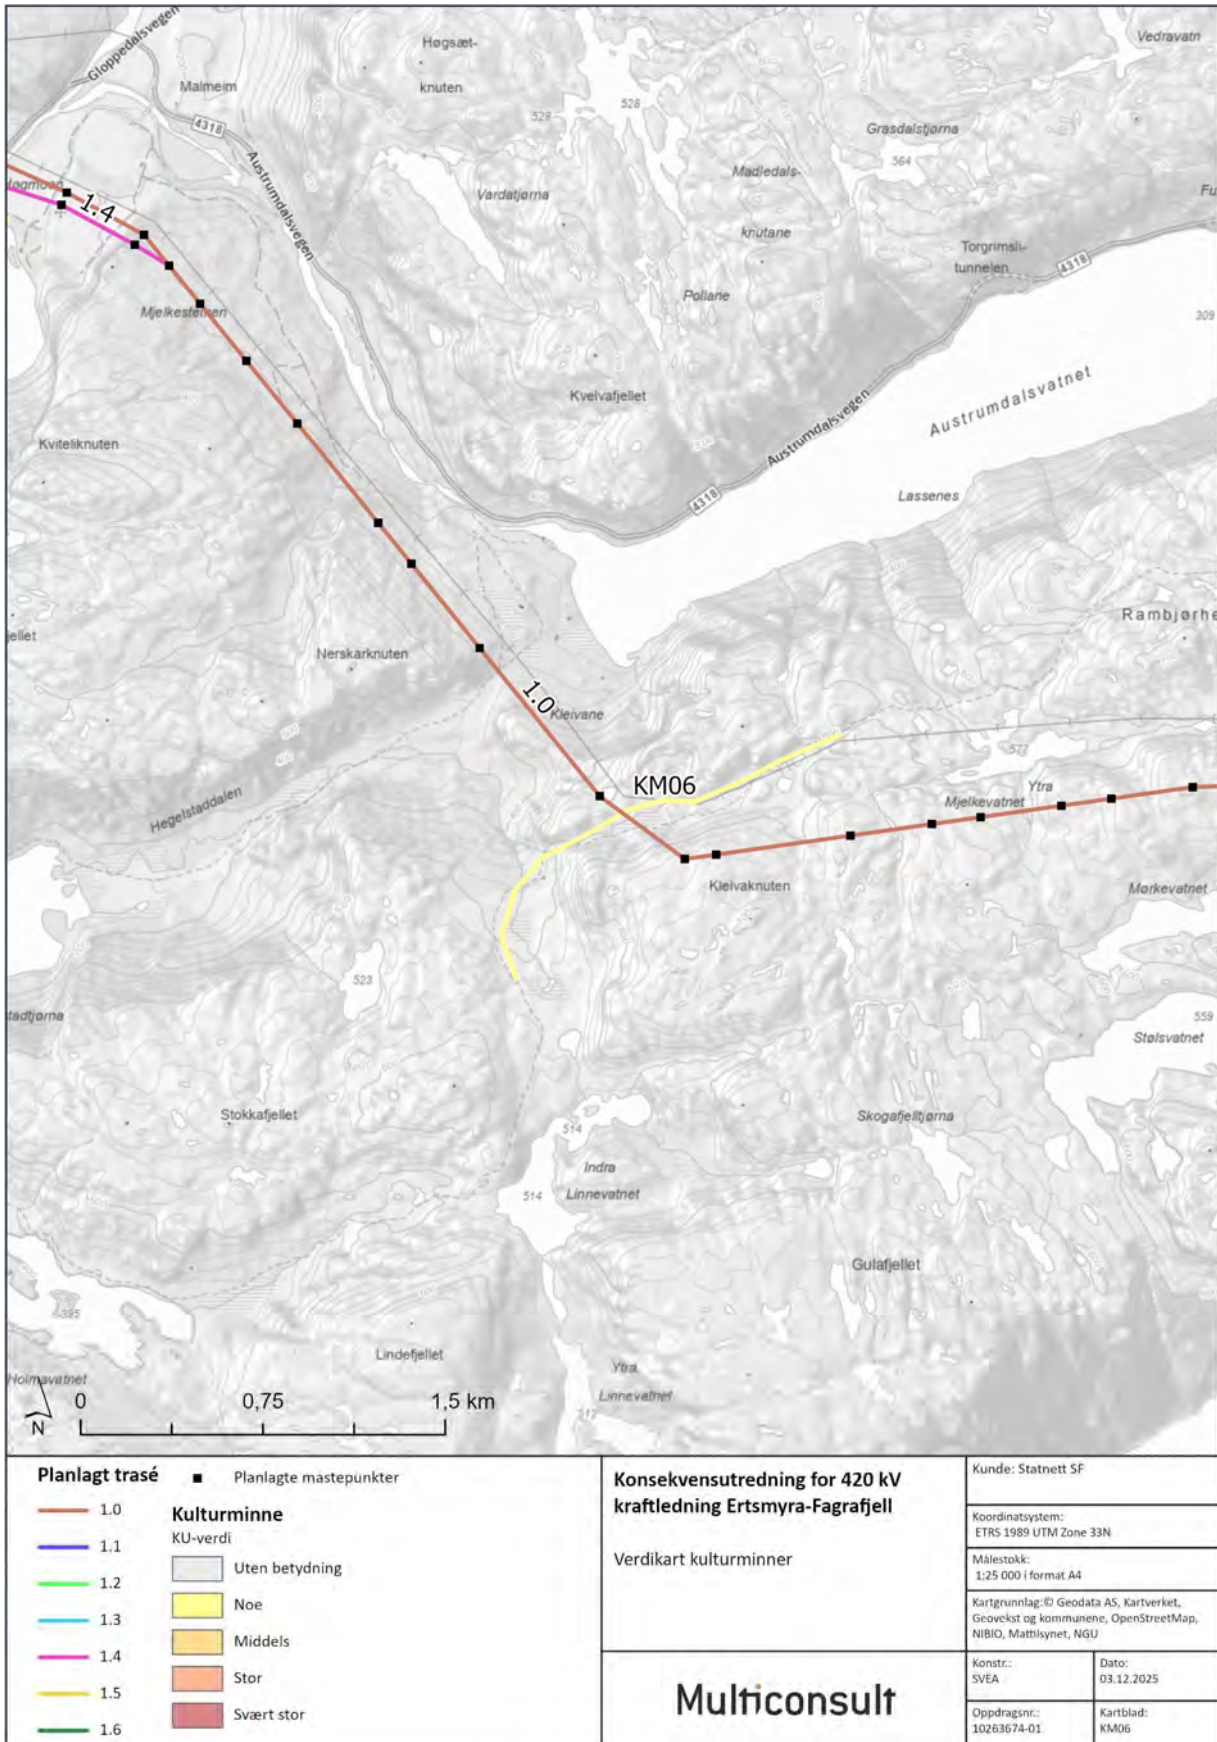 Høgsæt-
knuten
Vedravatn
Gloppedalsvegen
Malmeim
528
528
4318
Grasdalstjørna
564
Madledals-
knutane
Vardatjørna
Austrumdalsvegen
1.4
Torgrimsli-
tunnelen
4318
Pollane
Mjelkesteinen
309
Kvelvafjellet
Austrumdalsvatnet
Austrumdalsvegen
Kviteliknuten
Lassenes
4318
Rambjørhe
jellet
Nerskarknuten
1.0
Kleivane
577
KM06
Ytra
Mjelkevatnet
Hegelstaddalen
Kleivaknuten
Mørkevatnet
523
tadtjørna
559
Stølsvatnet
Stokkafjellet
Skogafjelltjørna
514
Indra
Linnevatnet
514
Gulafjellet
395
Lindefjellet
Ytra
Linnevatnet
Holmavatnet
0 0,75 1,5 km
N
Planlagt trasé
1.0
1.1
1.2
1.3
1.4
1.5
1.6
Planlagte mastepunkter
Kulturminne
KU-verdi
Uten betydning
Noe
Middels
Stor
Svært stor
Konsekvensutredning for 420 kV
kraftledning Ertsmyra-Fagrafjell
Verdikart kulturminner
Multiconsult
Kunde: Statnett SF
Koordinatsystem:
ETRS 1989 UTM Zone 33N
Målestokk:
1:25 000 i format A4
Kartgrunnlag:© Geodata AS, Kartverket,
Geovekst og kommunene, OpenStreetMap,
NIBIO, Mattilsynet, NGU
Konstr.:
SVEA
Dato:
03.12.2025
Oppdragsnr.:
10263674-01
Kartblad:
KM06